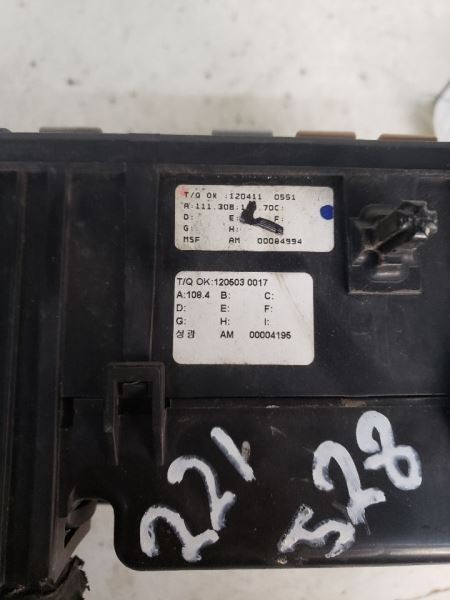 T/Q OK :120411 0551
A:111.30B: .70C:
D: E: F:
G: H:
MSF AM 00084994
T/Q OK:120503 0017
A:108.4 B: C:
D: E: F:
G: H: I:
성광 AM 00004195
221
528